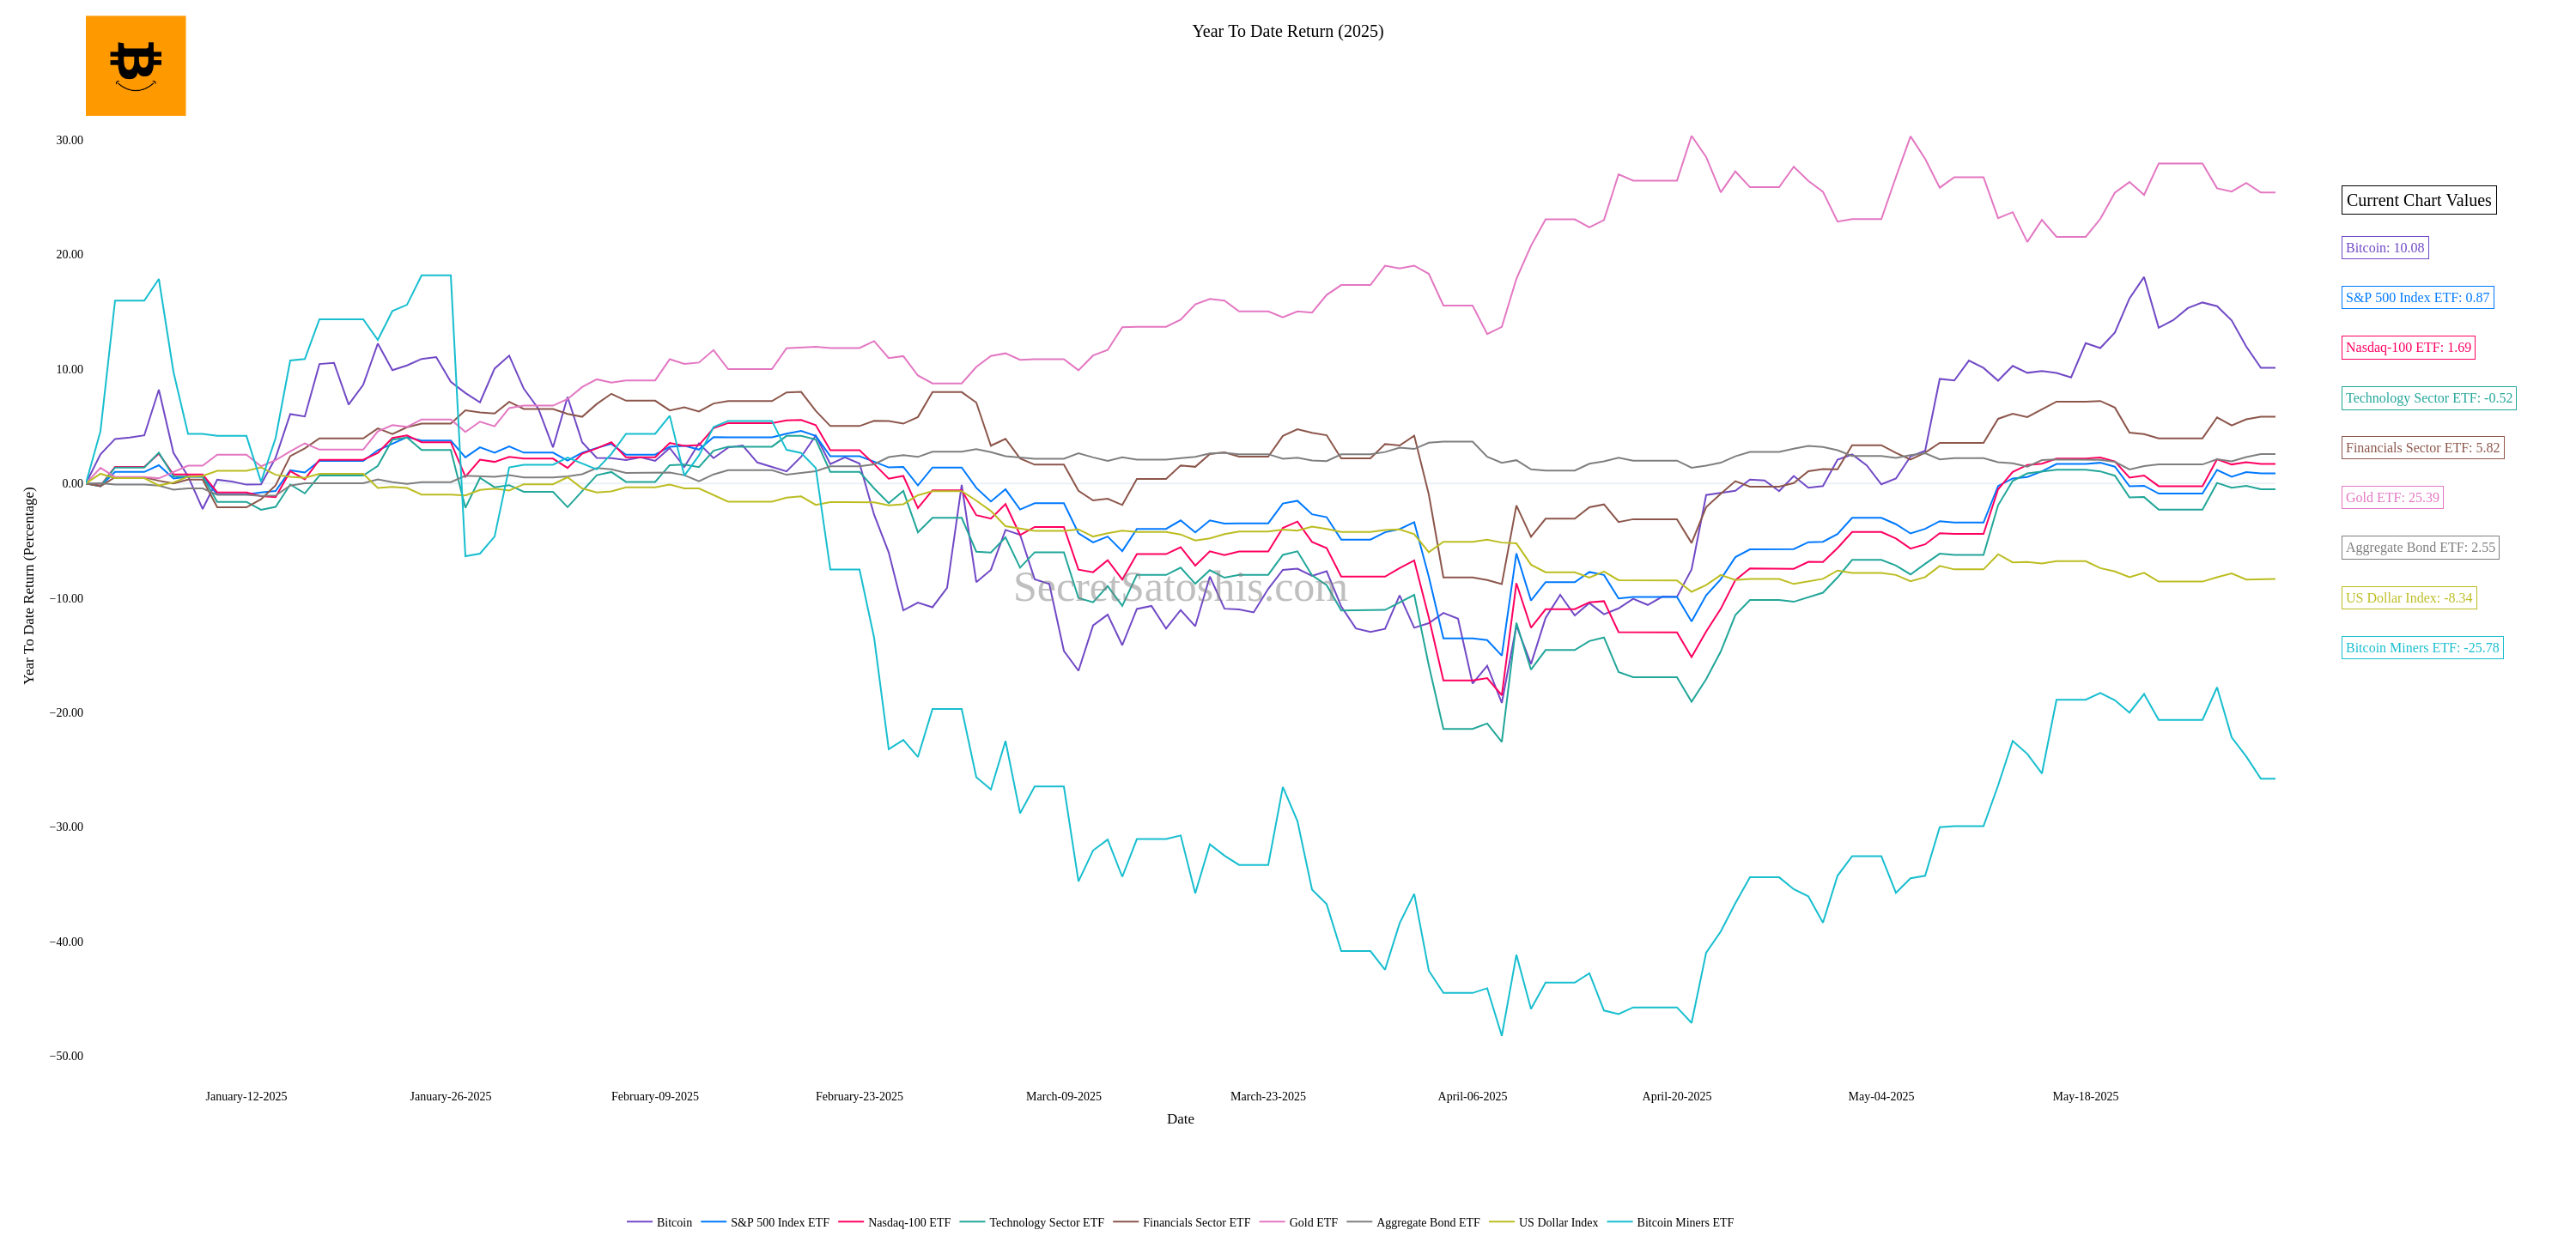 Year To Date Return (2025)
30.00
20.00
10.00
0.00
−10.00
−20.00
−30.00
−40.00
−50.00
Year To Date Return (Percentage)
SecretSatoshis.com
January-12-2025
January-26-2025
February-09-2025
February-23-2025
March-09-2025
March-23-2025
April-06-2025
April-20-2025
May-04-2025
May-18-2025
Date
Current Chart Values
Bitcoin: 10.08
S&P 500 Index ETF: 0.87
Nasdaq-100 ETF: 1.69
Technology Sector ETF: -0.52
Financials Sector ETF: 5.82
Gold ETF: 25.39
Aggregate Bond ETF: 2.55
US Dollar Index: -8.34
Bitcoin Miners ETF: -25.78
Bitcoin S&P 500 Index ETF Nasdaq-100 ETF Technology Sector ETF Financials Sector ETF Gold ETF Aggregate Bond ETF US Dollar Index Bitcoin Miners ETF